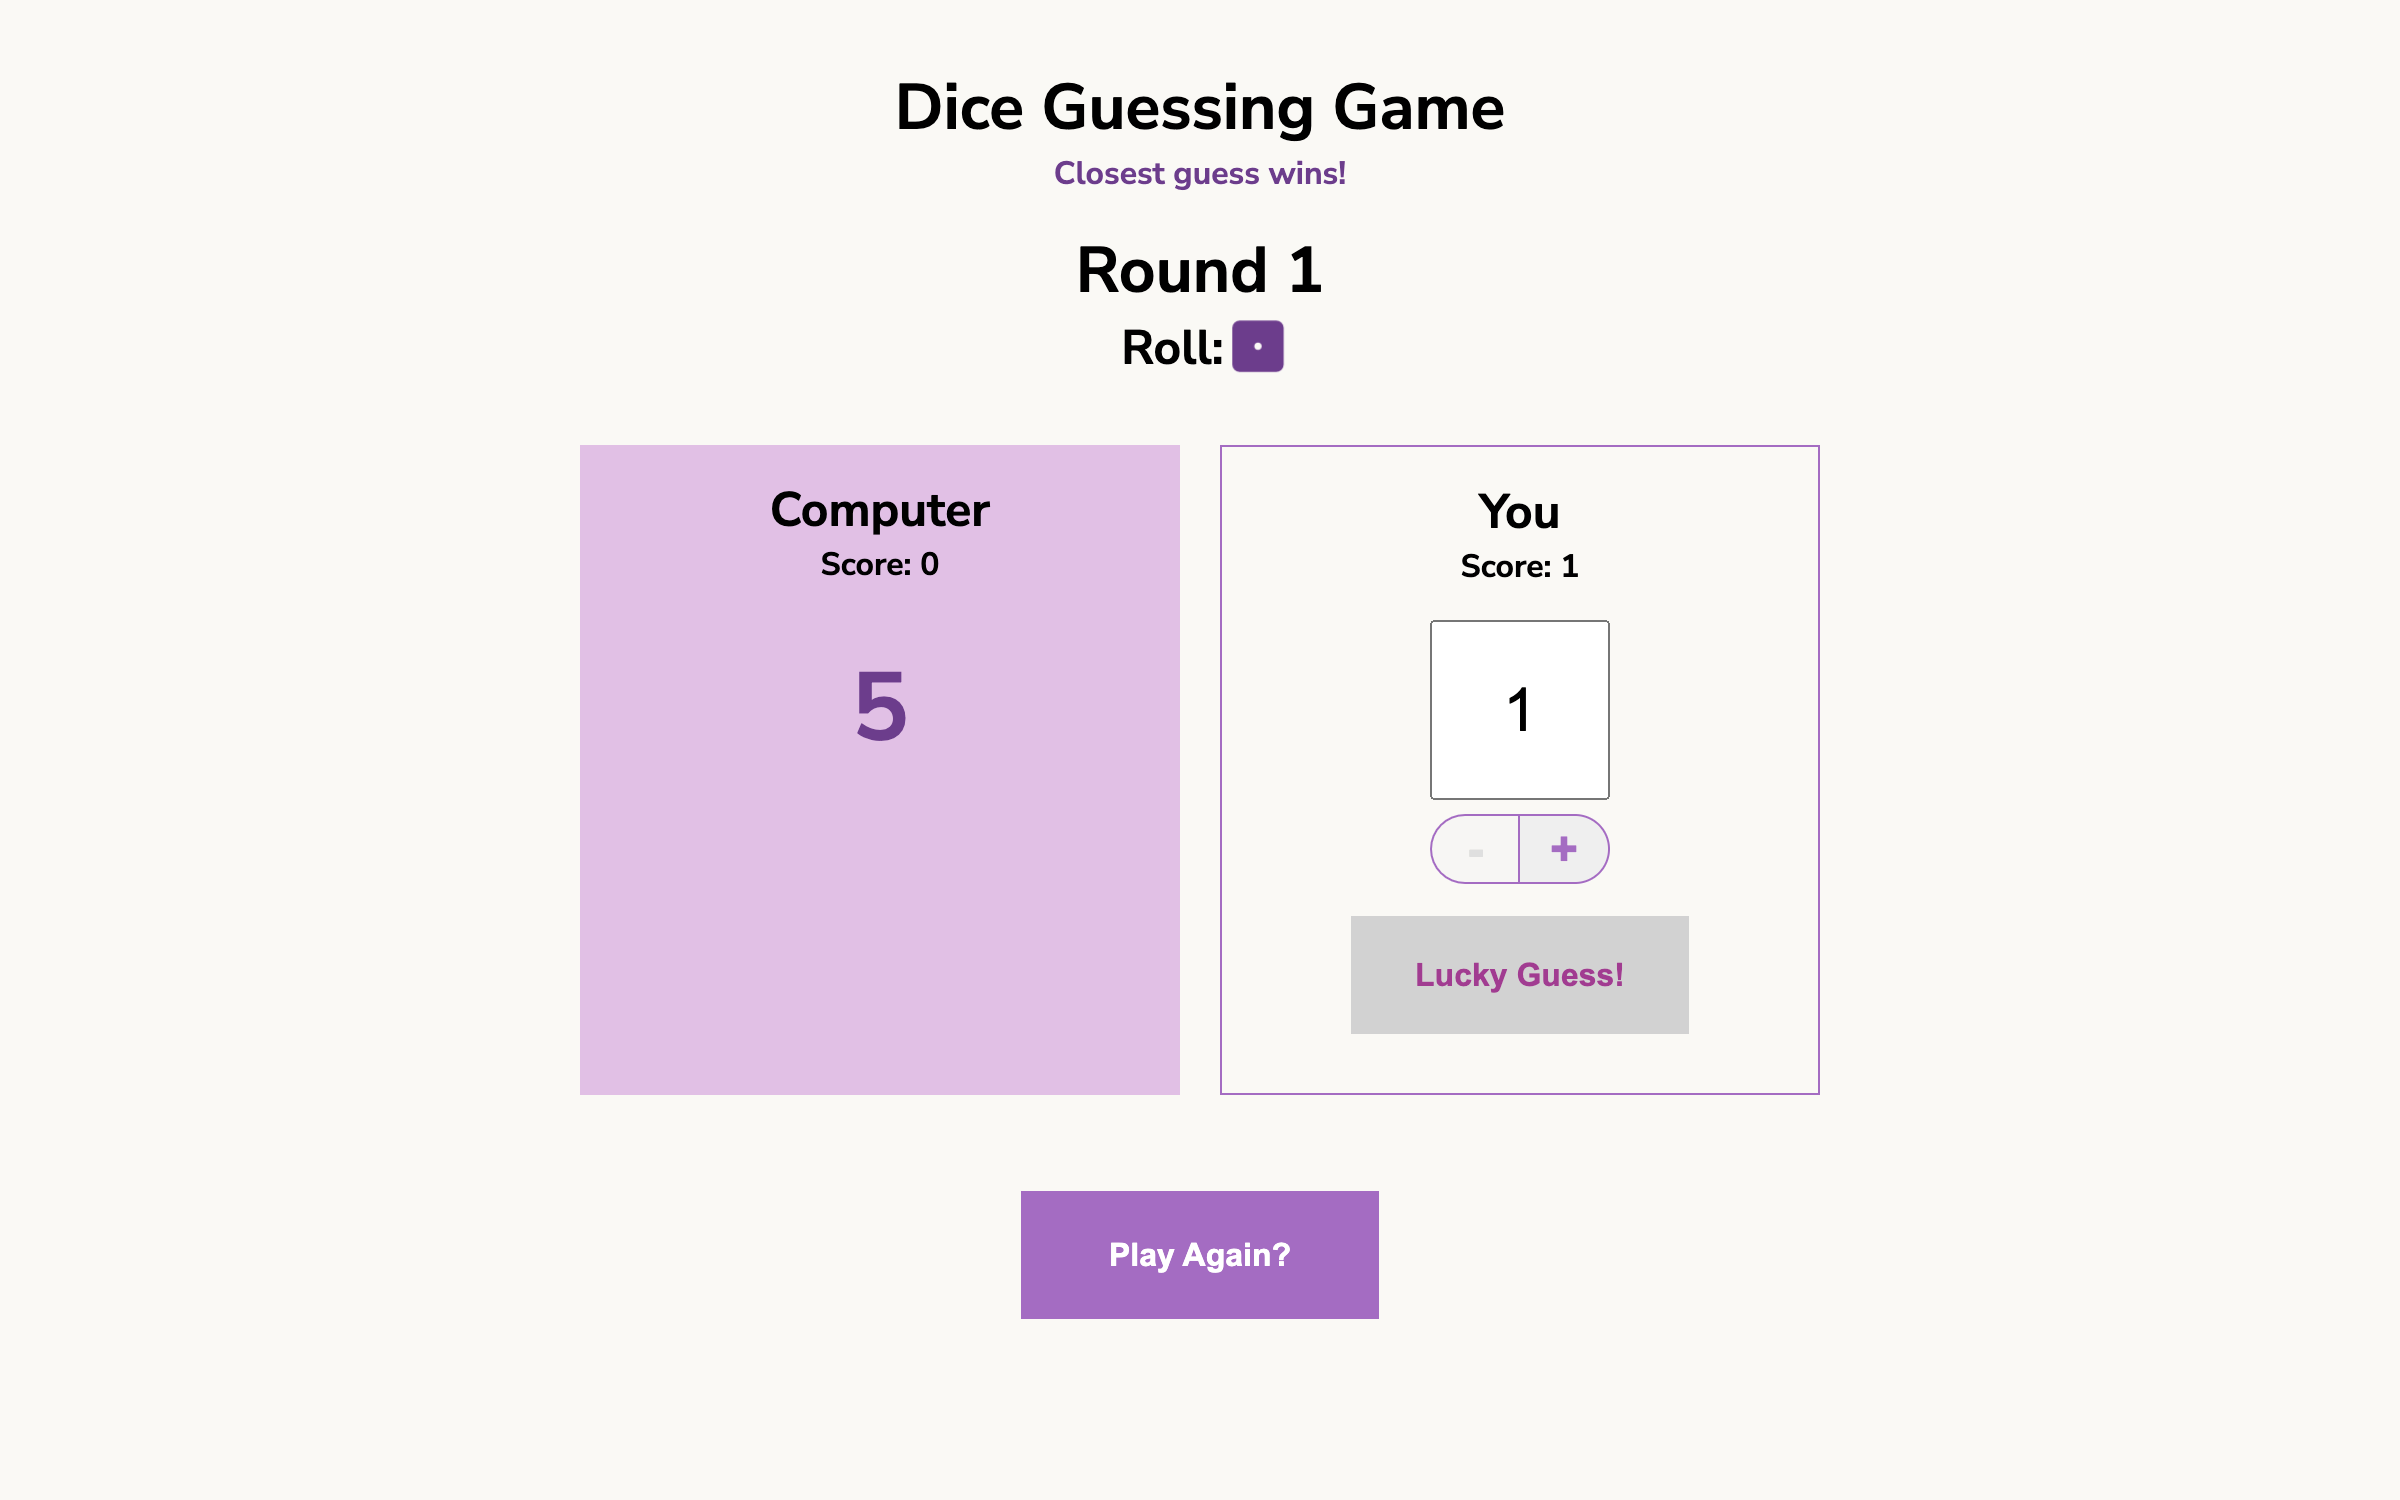 Dice Guessing Game
Closest guess wins!
Round 1
Roll:
Computer
Score: 0
5
You
Score: 1
1
- +
Lucky Guess!
Play Again?